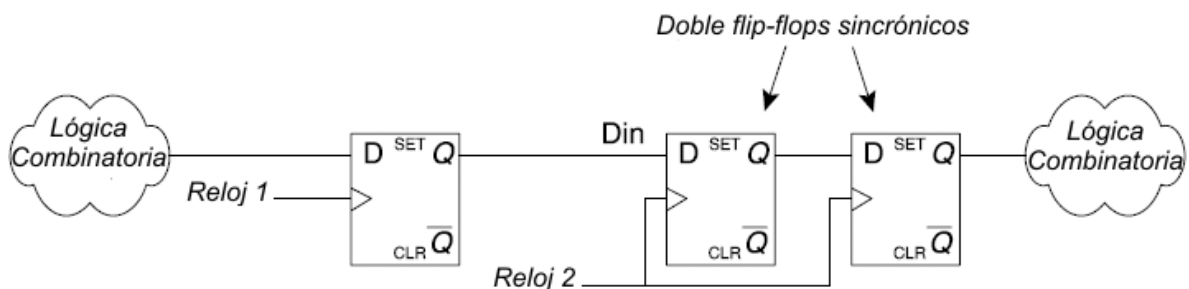 Doble flip-flops sincrónicos
Lógica
Combinatoria
D SET Q
Din
D SET Q
D SET Q
Lógica
Combinatoria
Reloj 1
CLR Q
CLR Q
CLR Q
Reloj 2